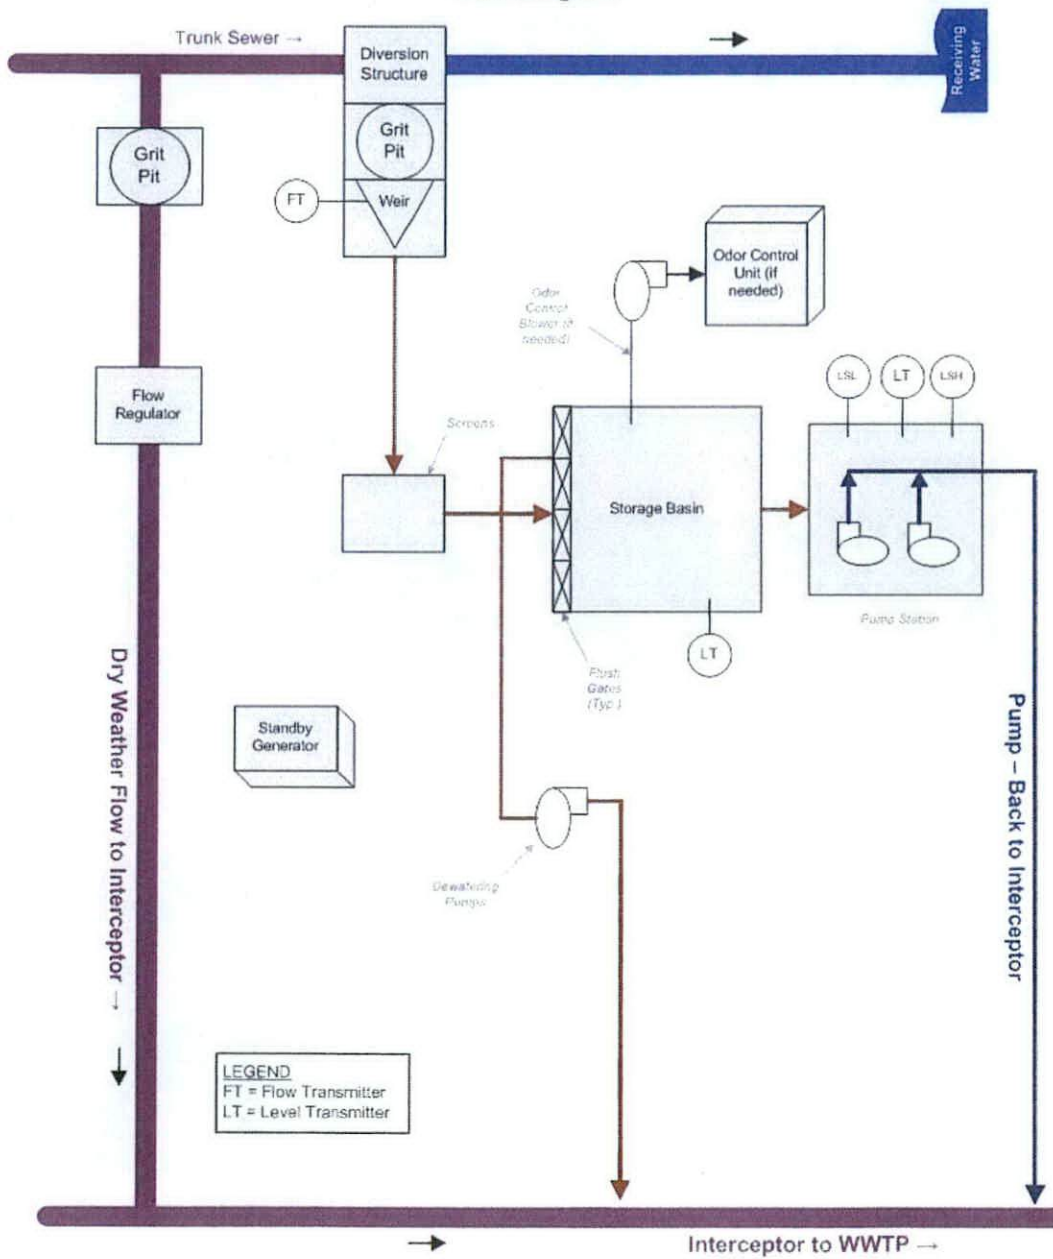 Trunk Sewer →
Diversion
Structure
Receiving
Water
Grit
Pit
Grit
Pit
FT
Weir
Odor Control
Unit (if
needed)
Odor
Control
Blower (if
needed)
LSL
LT
LSH
Flow
Regulator
Screens
Storage Basin
Pump Station
LT
Flush
Gates
(Typ.)
Standby
Generator
Dewatering
Pumps
Dry Weather Flow to Interceptor →
Pump – Back to Interceptor
LEGEND
FT = Flow Transmitter
LT = Level Transmitter
Interceptor to WWTP →